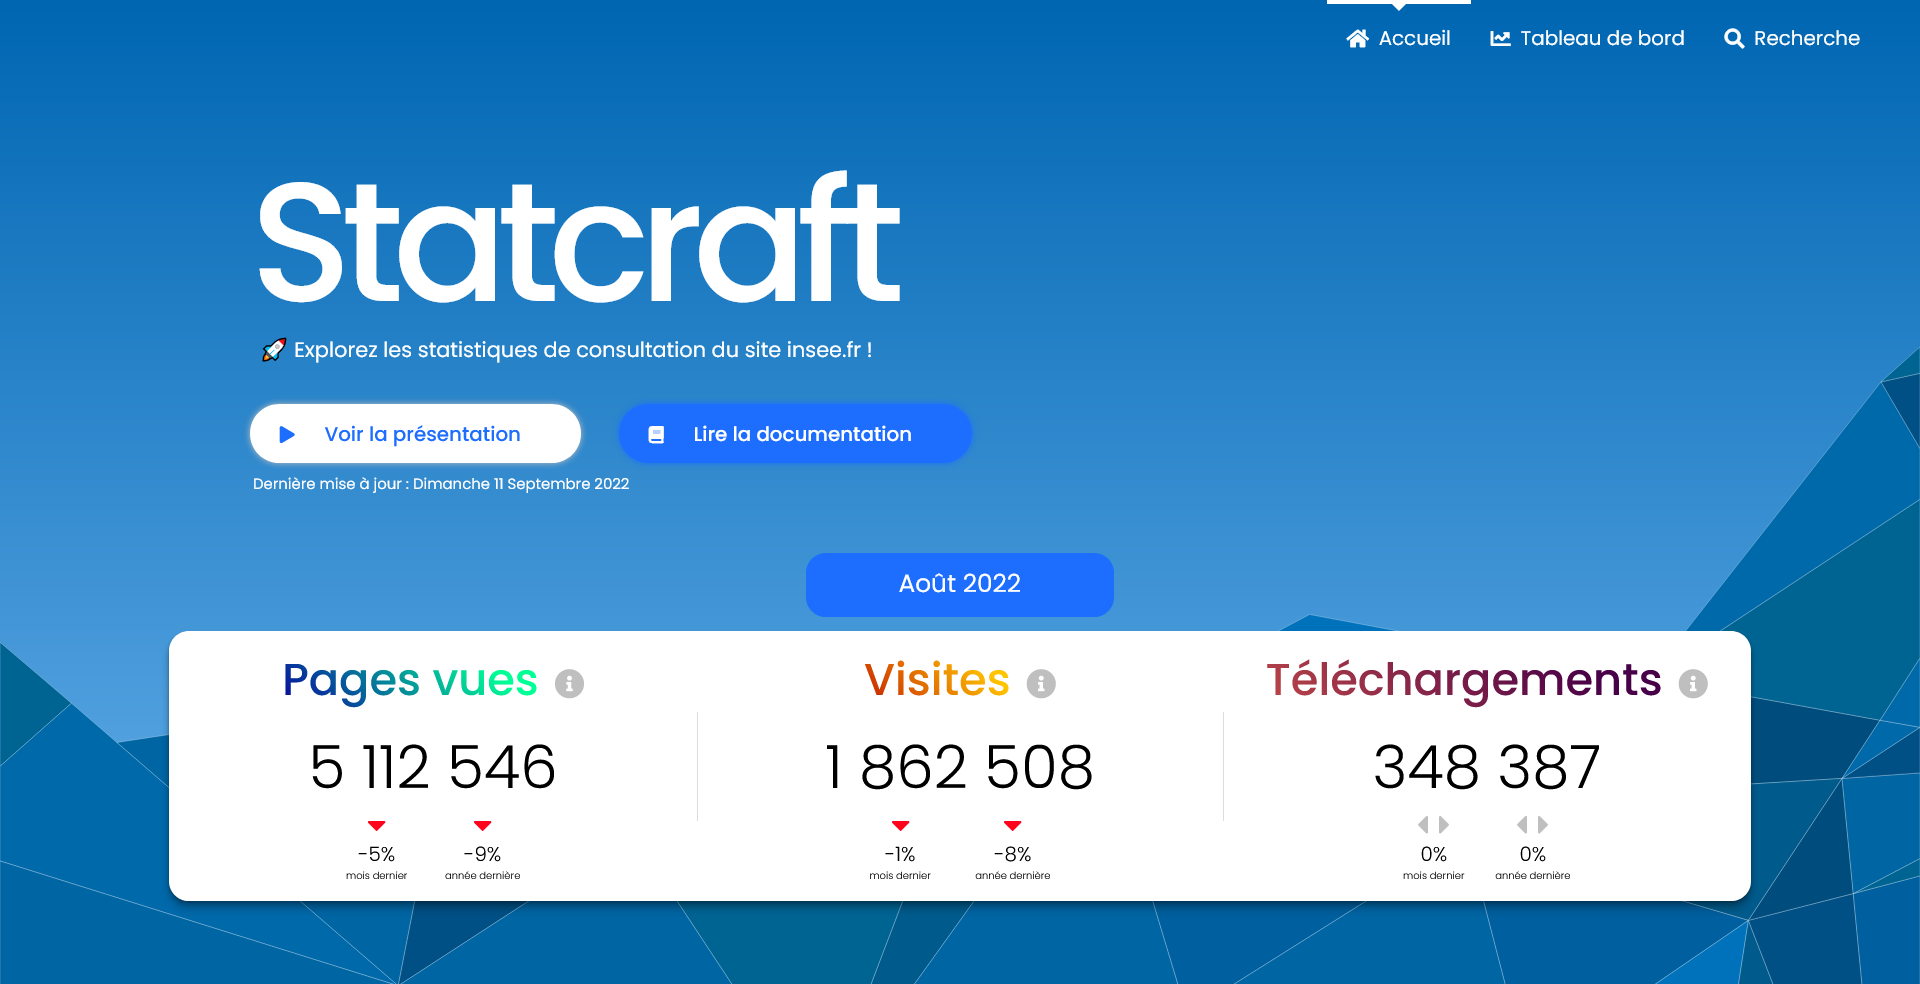 Accueil
Tableau de bord
Recherche
Statcraft
🚀 Explorez les statistiques de consultation du site insee.fr !
Voir la présentation
Lire la documentation
Dernière mise à jour : Dimanche 11 Septembre 2022
Août 2022
Pages vues
5 112 546
-5%
mois dernier
-9%
année dernière
Visites
1 862 508
-1%
mois dernier
-8%
année dernière
Téléchargements
348 387
0%
mois dernier
0%
année dernière